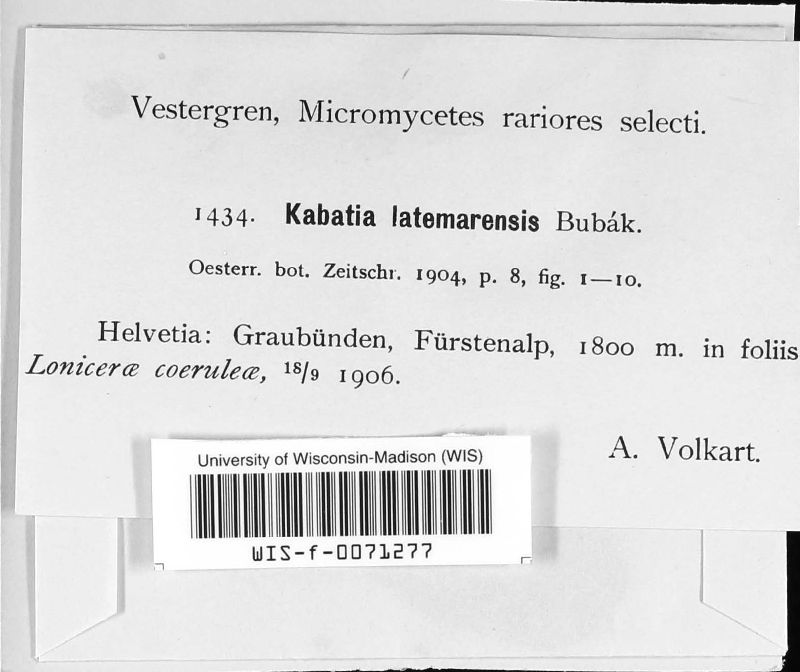 Vestergren, Micromycetes rariores selecti.
1434. Kabatia latemarensis Bubák.
Oesterr. bot. Zeitschr. 1904, p. 8, fig. 1—10.
Helvetia: Graubünden, Fürstenalp, 1800 m. in foliis
Loniceræ coeruleæ, 18/9 1906.
A. Volkart.
University of Wisconsin-Madison (WIS)
WIS-f-0071277